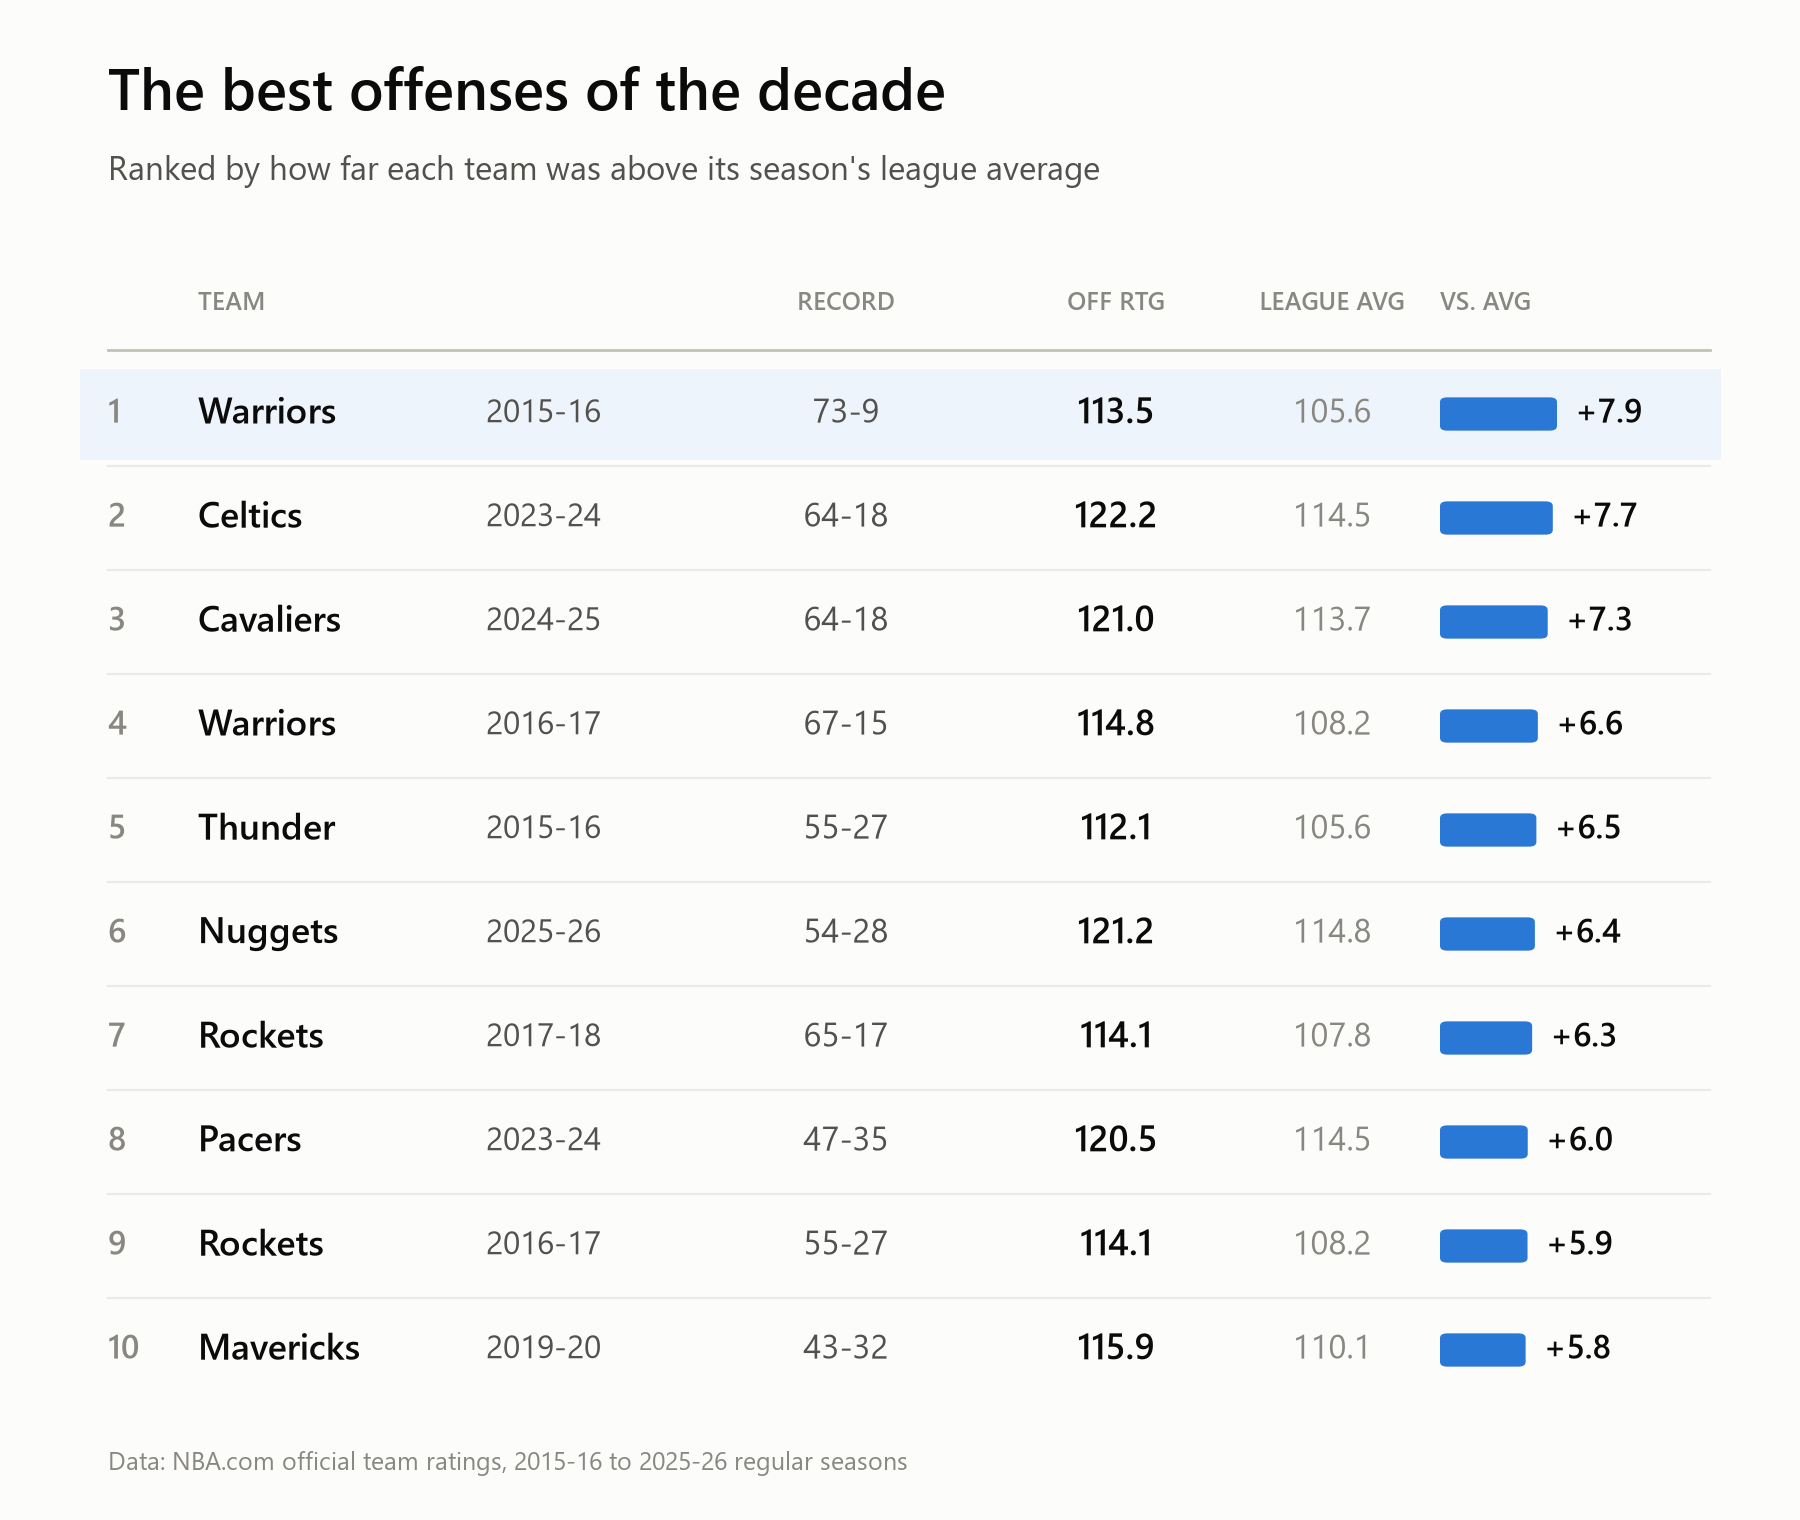 The best offenses of the decade
Ranked by how far each team was above its season's league average
TEAM RECORD OFF RTG LEAGUE AVG VS. AVG
1 Warriors 2015-16 73-9 113.5 105.6 +7.9
2 Celtics 2023-24 64-18 122.2 114.5 +7.7
3 Cavaliers 2024-25 64-18 121.0 113.7 +7.3
4 Warriors 2016-17 67-15 114.8 108.2 +6.6
5 Thunder 2015-16 55-27 112.1 105.6 +6.5
6 Nuggets 2025-26 54-28 121.2 114.8 +6.4
7 Rockets 2017-18 65-17 114.1 107.8 +6.3
8 Pacers 2023-24 47-35 120.5 114.5 +6.0
9 Rockets 2016-17 55-27 114.1 108.2 +5.9
10 Mavericks 2019-20 43-32 115.9 110.1 +5.8
Data: NBA.com official team ratings, 2015-16 to 2025-26 regular seasons